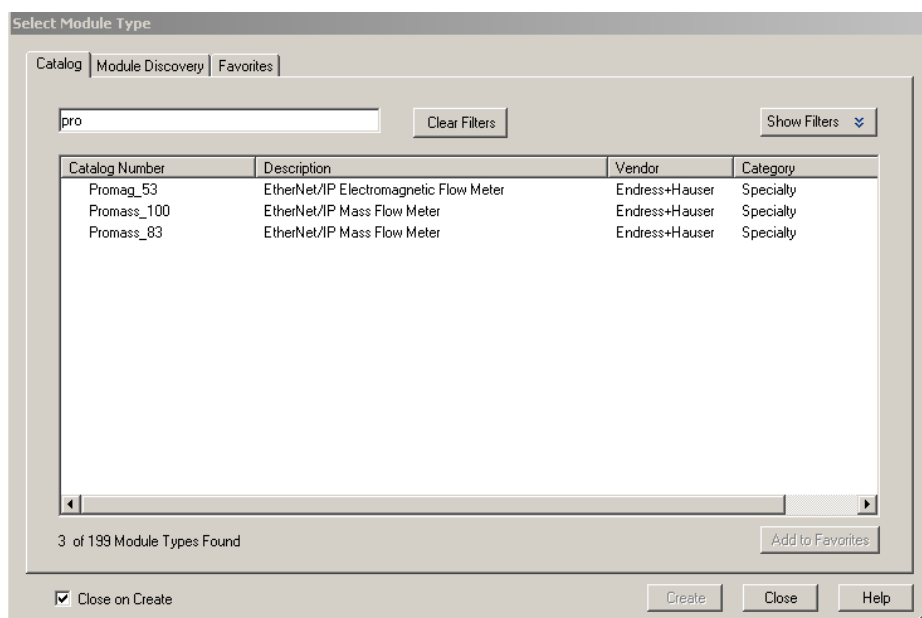 Select Module Type
Catalog Module Discovery Favorites
pro Clear Filters Show Filters
Catalog Number Description Vendor Category
Promag_53 EtherNet/IP Electromagnetic Flow Meter Endress+Hauser Specialty
Promass_100 EtherNet/IP Mass Flow Meter Endress+Hauser Specialty
Promass_83 EtherNet/IP Mass Flow Meter Endress+Hauser Specialty
3 of 199 Module Types Found Add to Favorites
Close on Create Create Close Help